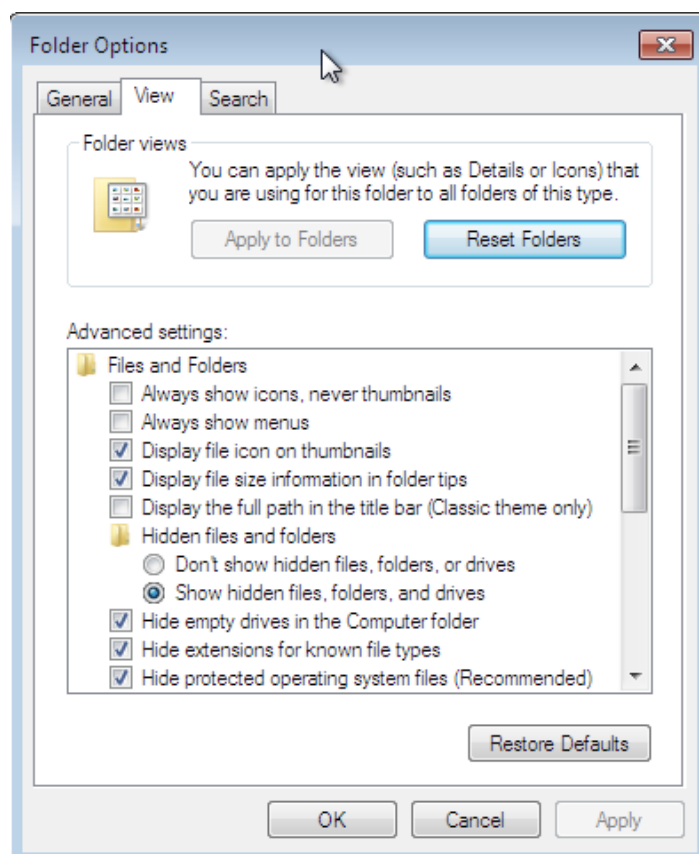 Folder Options
General View Search
Folder views
You can apply the view (such as Details or Icons) that
you are using for this folder to all folders of this type.
Apply to Folders Reset Folders
Advanced settings:
Files and Folders
Always show icons, never thumbnails
Always show menus
Display file icon on thumbnails
Display file size information in folder tips
Display the full path in the title bar (Classic theme only)
Hidden files and folders
Don't show hidden files, folders, or drives
Show hidden files, folders, and drives
Hide empty drives in the Computer folder
Hide extensions for known file types
Hide protected operating system files (Recommended)
Restore Defaults
OK Cancel Apply